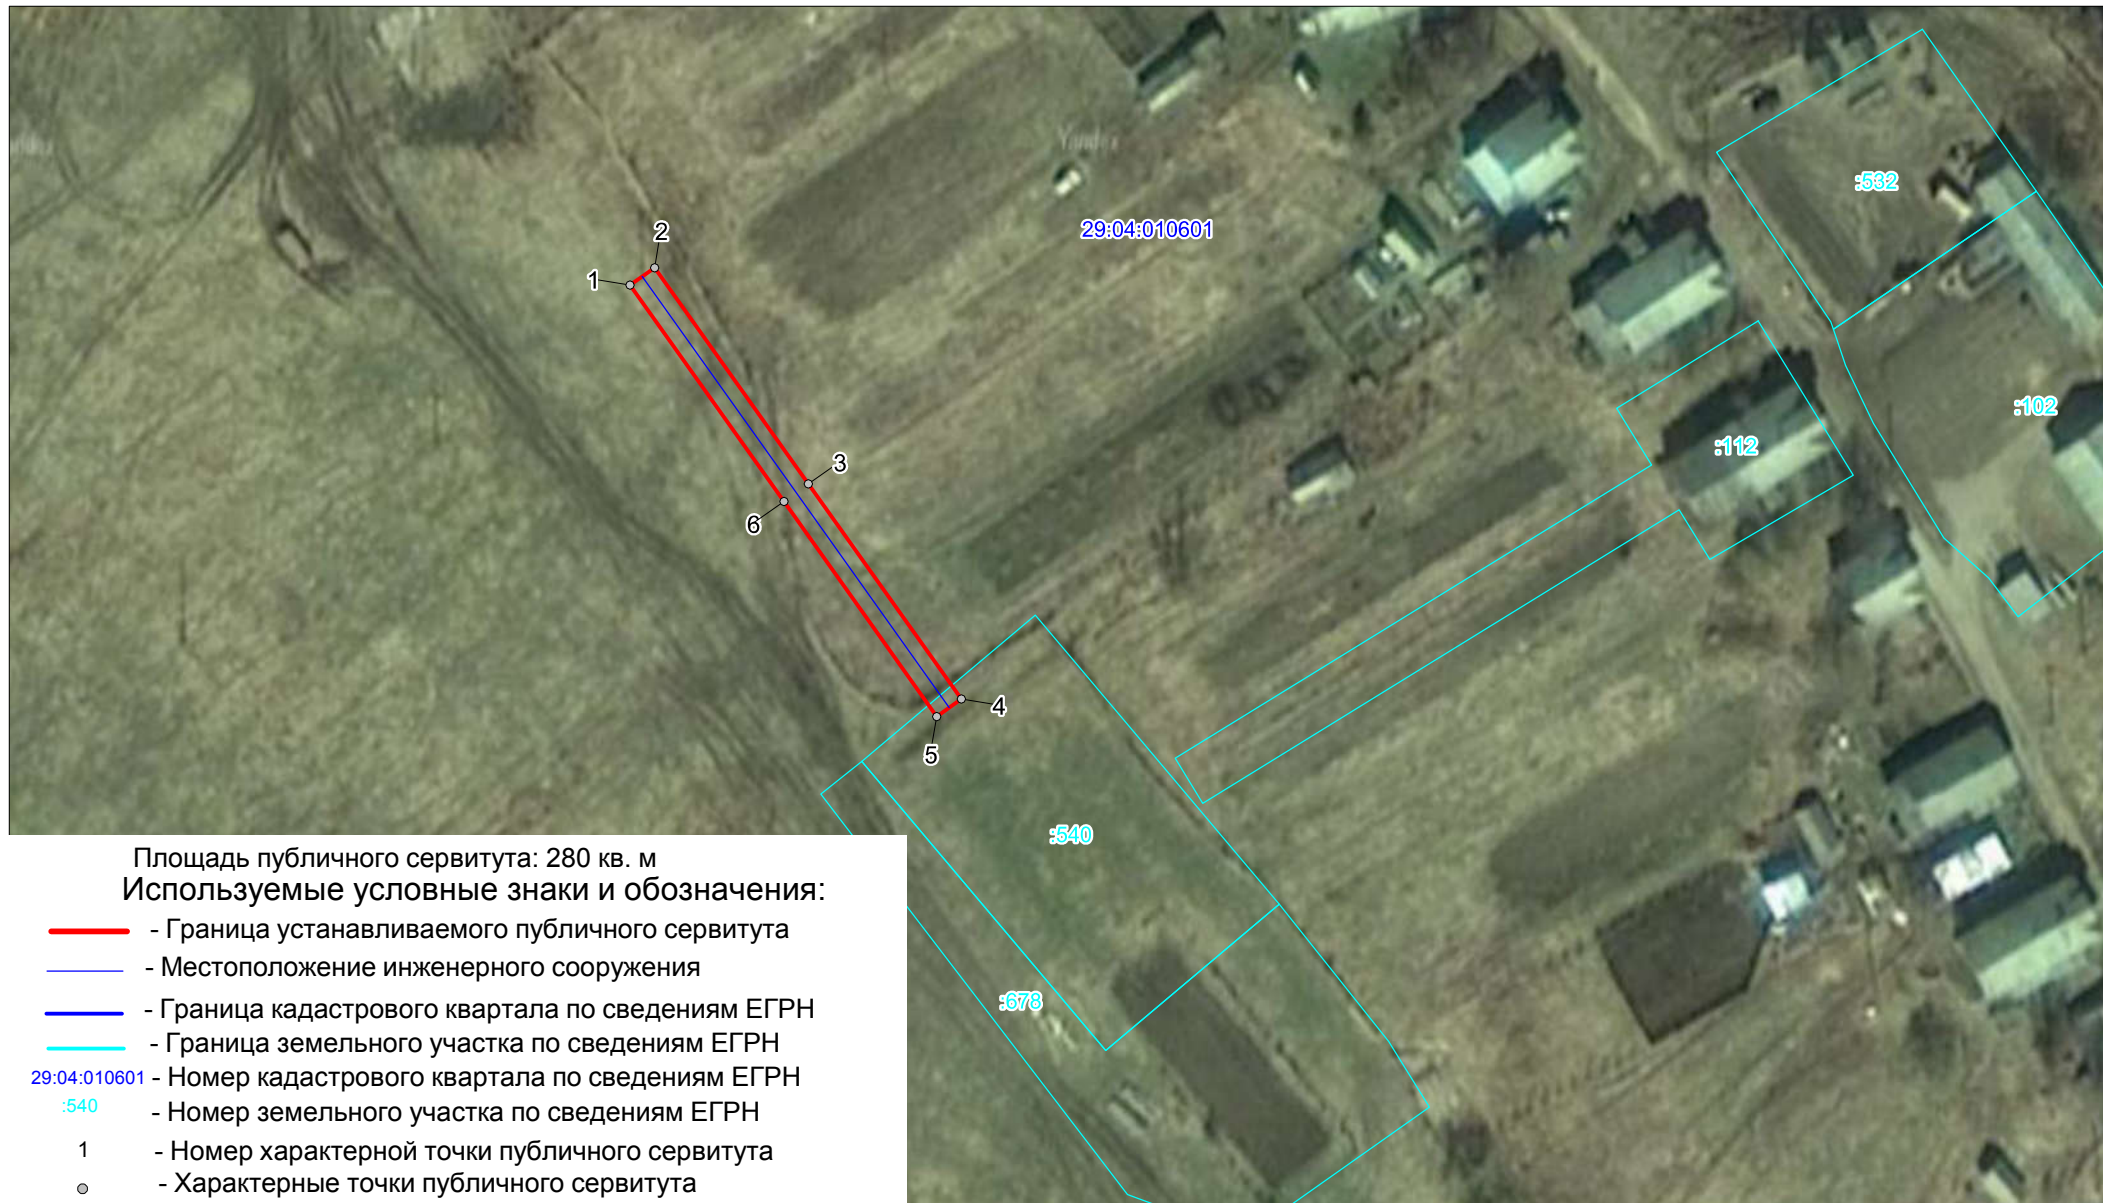 Yandex
:532
29:04:010601
2
1
:102
:112
3
6
4
5
:540
:678
Площадь публичного сервитута: 280 кв. м
Используемые условные знаки и обозначения:
- Граница устанавливаемого публичного сервитута
- Местоположение инженерного сооружения
- Граница кадастрового квартала по сведениям ЕГРН
- Граница земельного участка по сведениям ЕГРН
29:04:010601 - Номер кадастрового квартала по сведениям ЕГРН
:540 - Номер земельного участка по сведениям ЕГРН
1 - Номер характерной точки публичного сервитута
- Характерные точки публичного сервитута